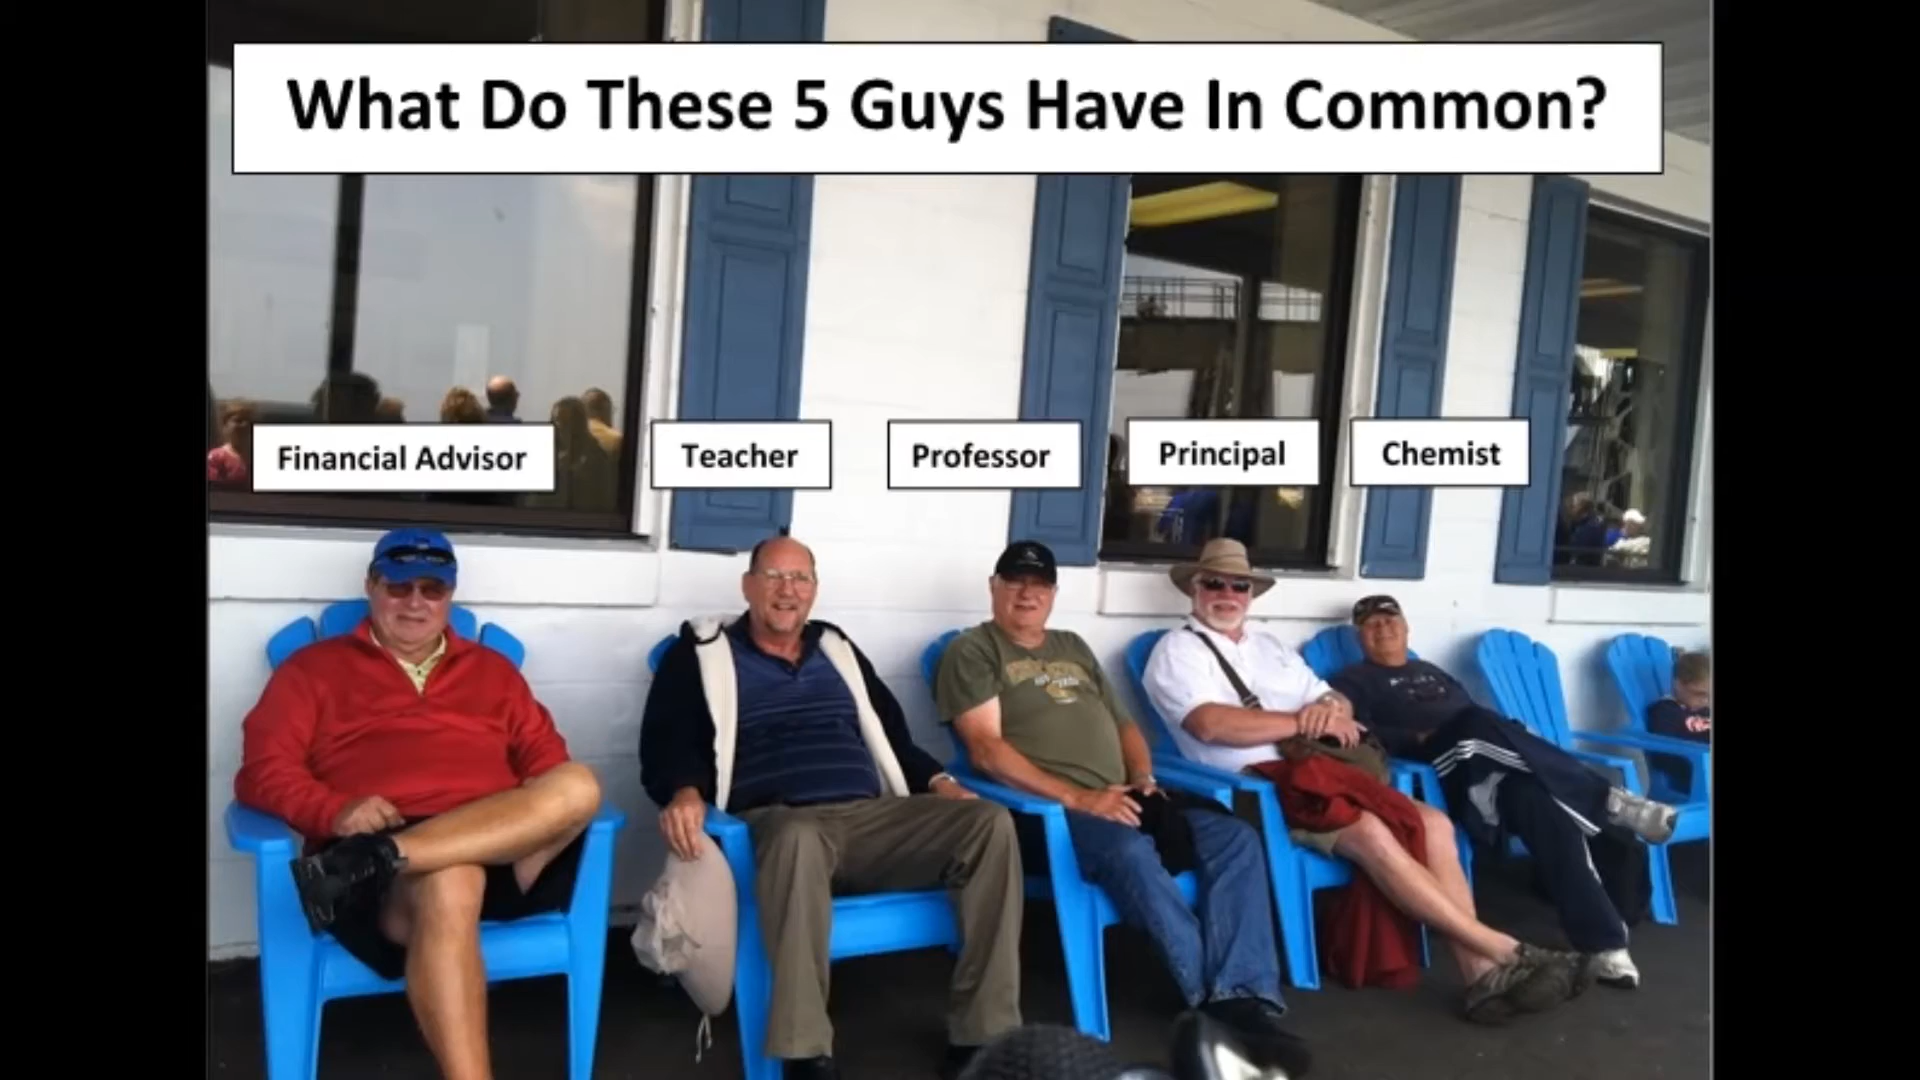 What Do These 5 Guys Have In Common?
Financial Advisor
Teacher
Professor
Principal
Chemist